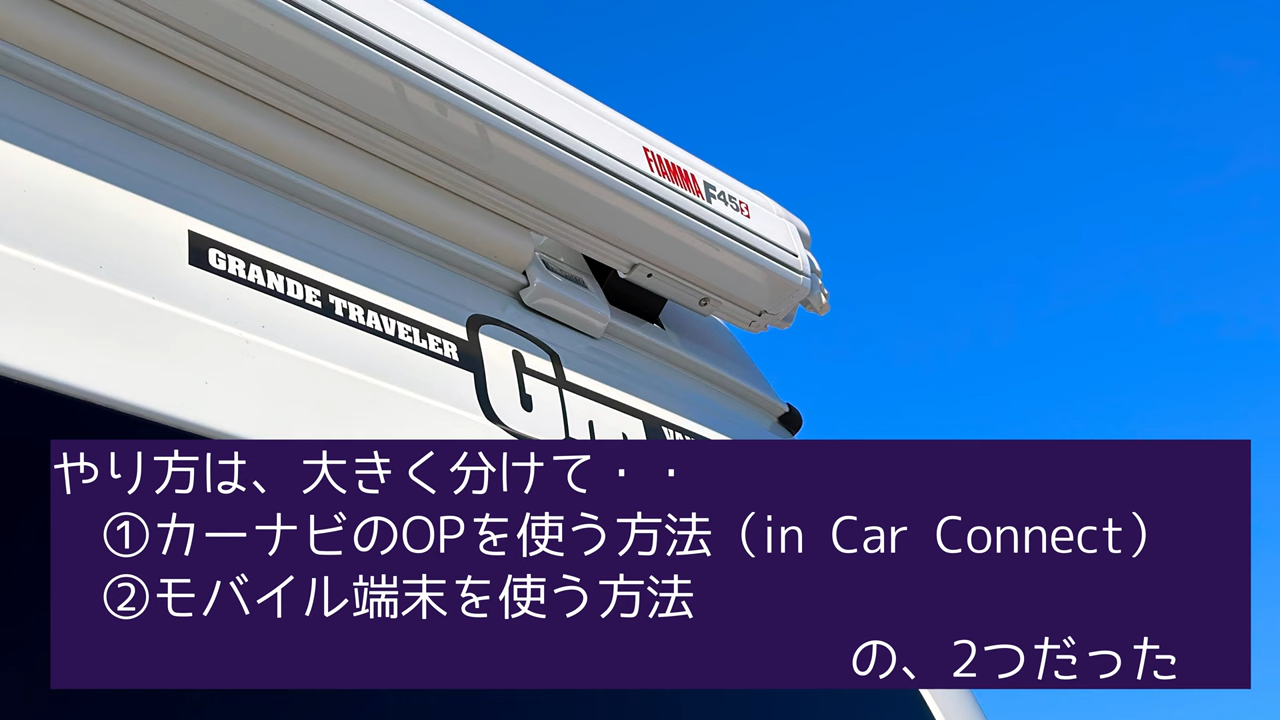 FIAMMA F45S
GRANDE TRAVELER
やり方は、大きく分けて・・
①カーナビのOPを使う方法（in Car Connect）
②モバイル端末を使う方法
の、2つだった